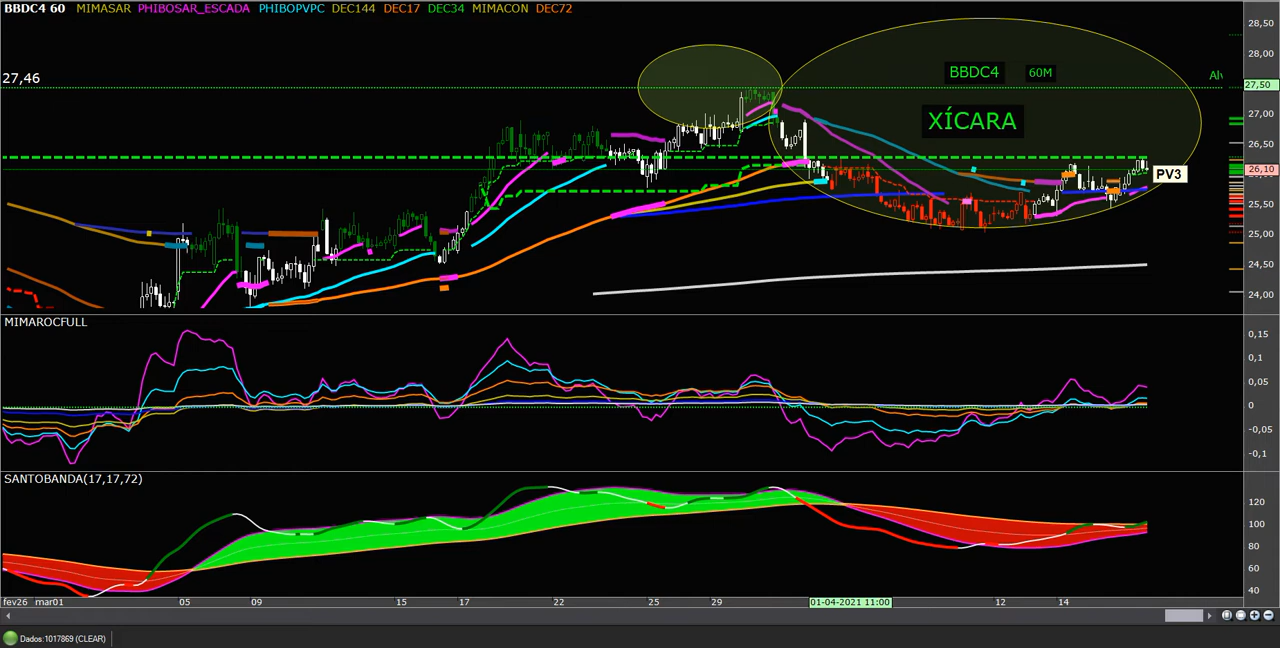 BBDC4 60 MIMASAR PHIBOSAR_ESCADA PHIBOPVPC DEC144 DEC17 DEC34 MIMACON DEC72
28,50
28,00
BBDC4 60M
27,46
Alv
27,50
XÍCARA
27,00
26,50
PV3
26,10
25,50
25,00
24,50
24,00
MIMAROCFULL
0,15
0,1
0,05
0
-0,05
-0,1
SANTOBANDA(17,17,72)
120
100
80
60
40
fev26 mar01 05 09 15 17 22 25 29 01-04-2021 11:00 12 14
Dados:1017869 (CLEAR)